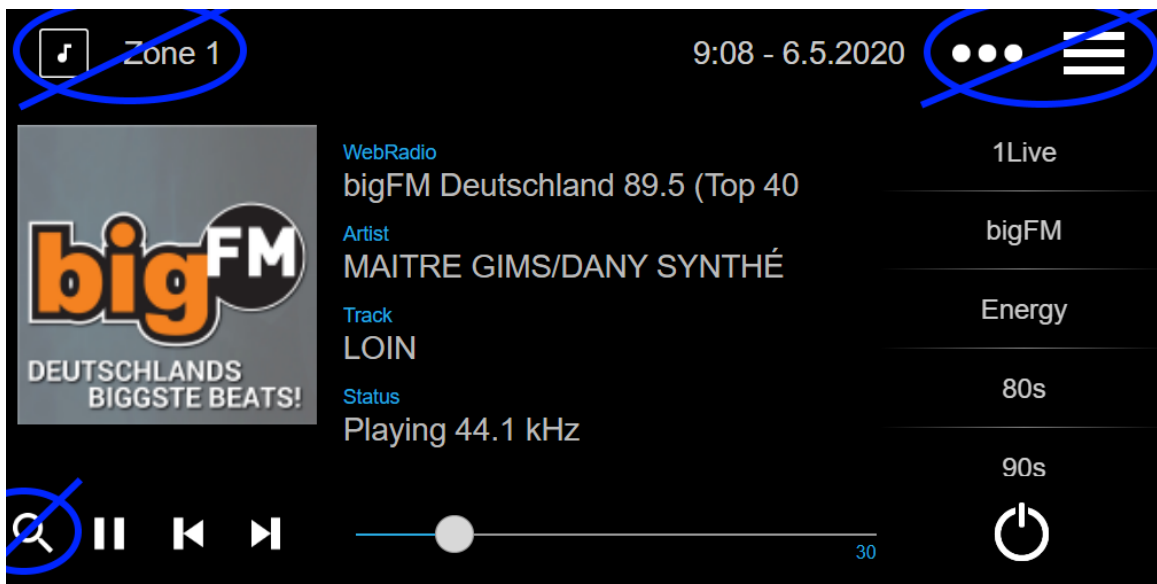 Zone 1
9:08 - 6.5.2020
bigFM
DEUTSCHLANDS
BIGGSTE BEATS!
WebRadio
bigFM Deutschland 89.5 (Top 40
Artist
MAITRE GIMS/DANY SYNTHÉ
Track
LOIN
Status
Playing 44.1 kHz
30
1Live
bigFM
Energy
80s
90s